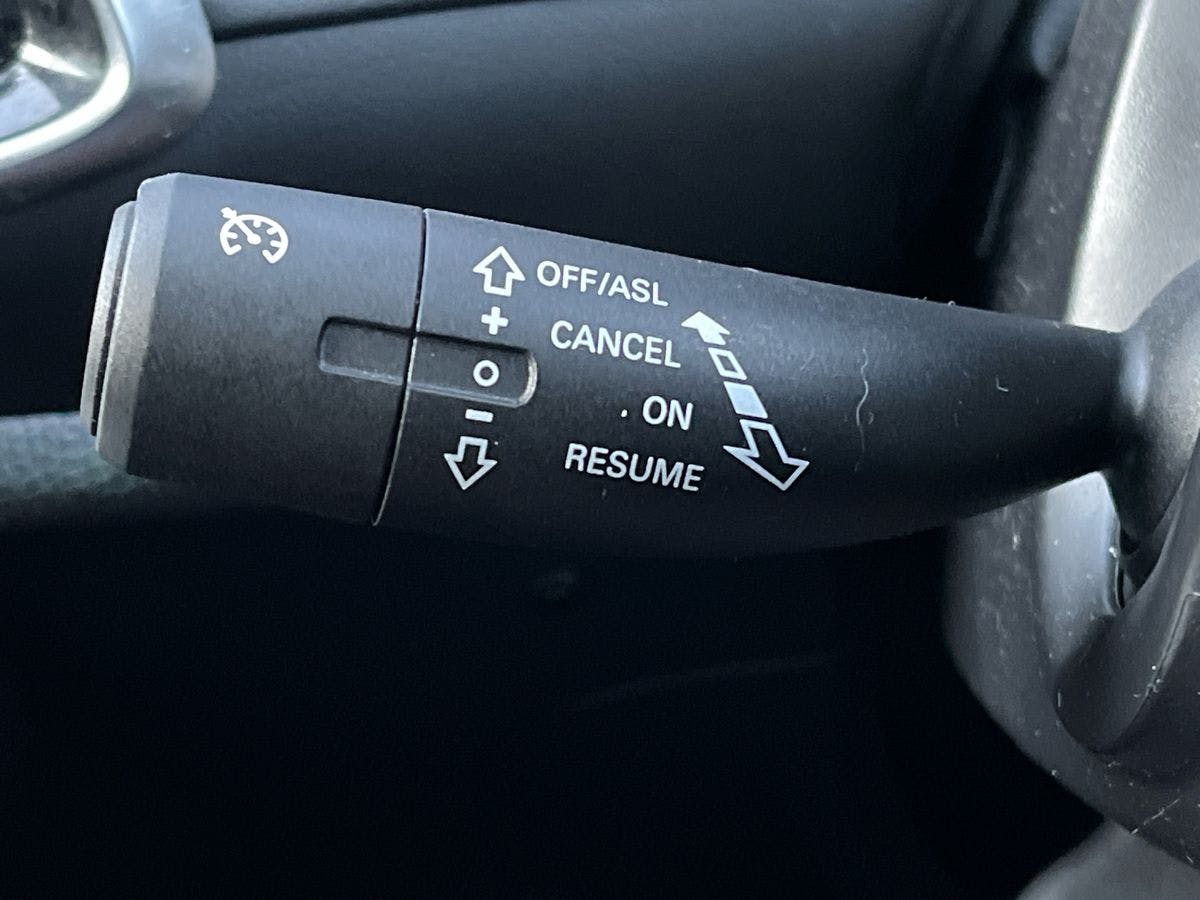 OFF/ASL
+
CANCEL
O
ON
−
RESUME